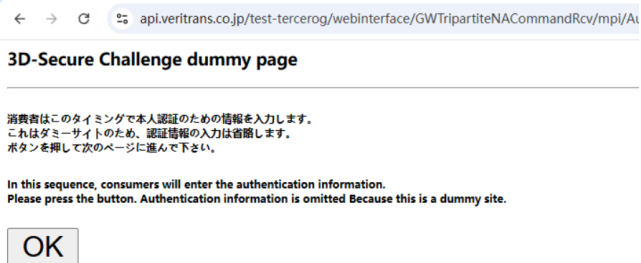 api.veritrans.co.jp/test-tercerog/webinterface/GWTripartiteNACommandRcv/mpi/Au
3D-Secure Challenge dummy page
消費者はこのタイミングで本人認証のための情報を入力します。
これはダミーサイトのため、認証情報の入力は省略します。
ボタンを押して次のページに進んで下さい。
In this sequence, consumers will enter the authentication information.
Please press the button. Authentication information is omitted Because this is a dummy site.
OK